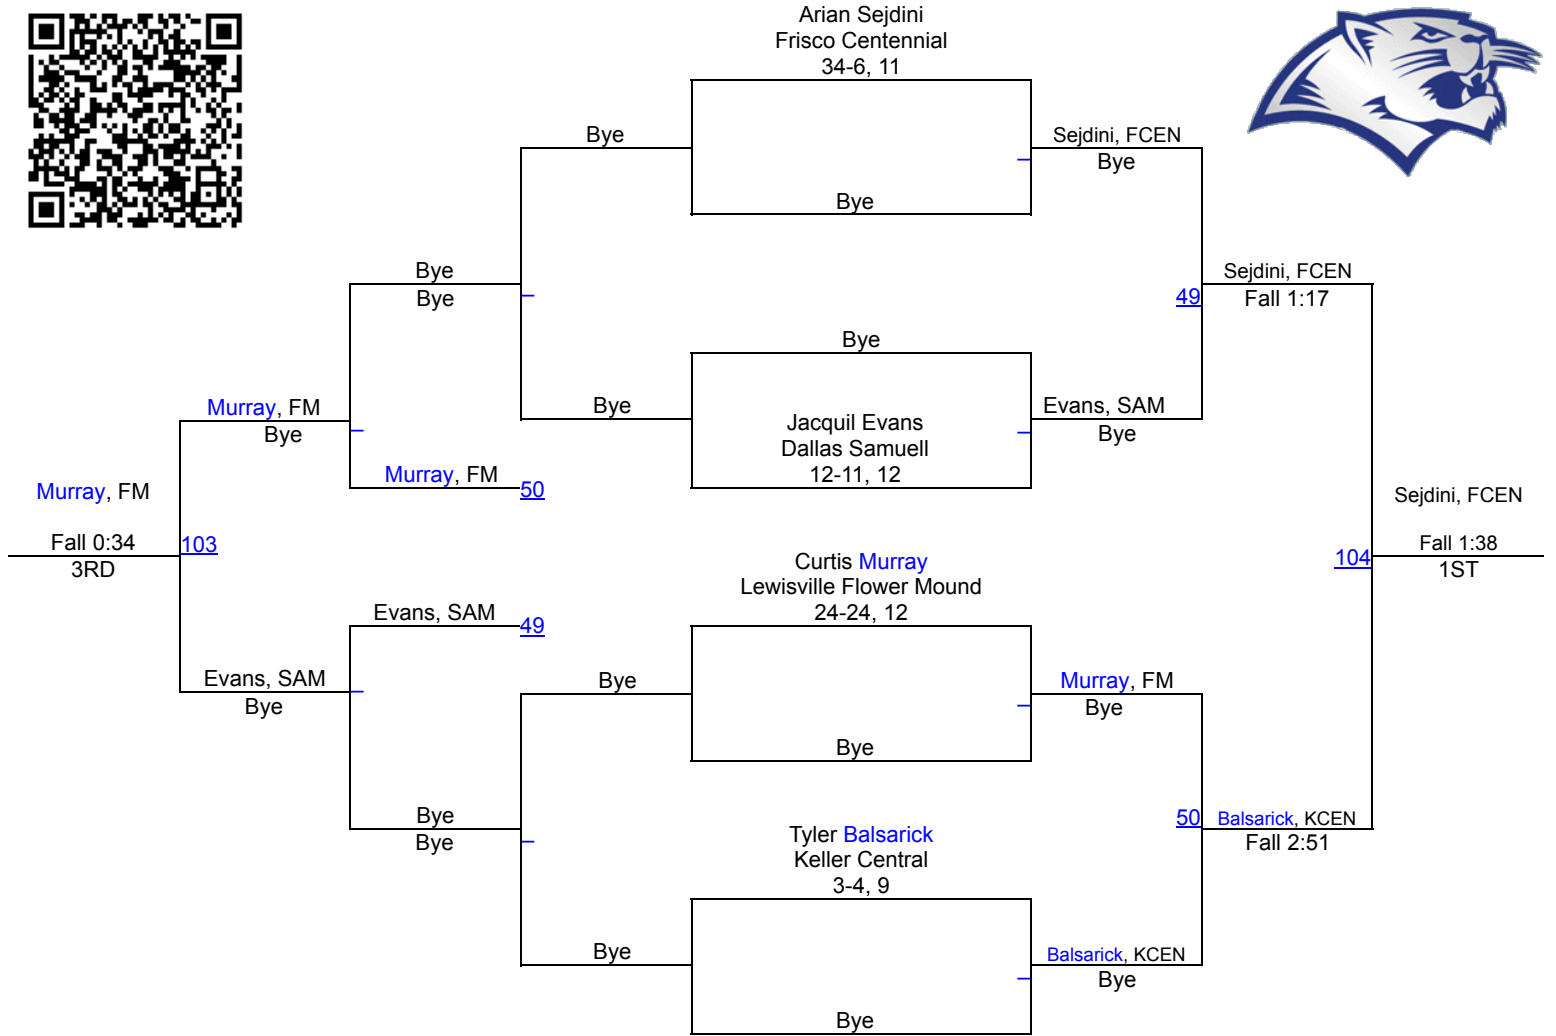 Arian Sejdini
Frisco Centennial
34-6, 11
Bye
Sejdini, FCEN
Bye
Bye
Bye
Bye
Sejdini, FCEN
49
Fall 1:17
Bye
Murray, FM
Bye
Bye
Jacquil Evans
Dallas Samuell
12-11, 12
Evans, SAM
Bye
Murray, FM
50
Murray, FM
Fall 0:34
3RD
103
Sejdini, FCEN
Fall 1:38
1ST
104
Curtis Murray
Lewisville Flower Mound
24-24, 12
Evans, SAM
49
Evans, SAM
Bye
Bye
Murray, FM
Bye
Bye
Bye
Bye
50
Balsarick, KCEN
Fall 2:51
Tyler Balsarick
Keller Central
3-4, 9
Bye
Balsarick, KCEN
Bye
Bye